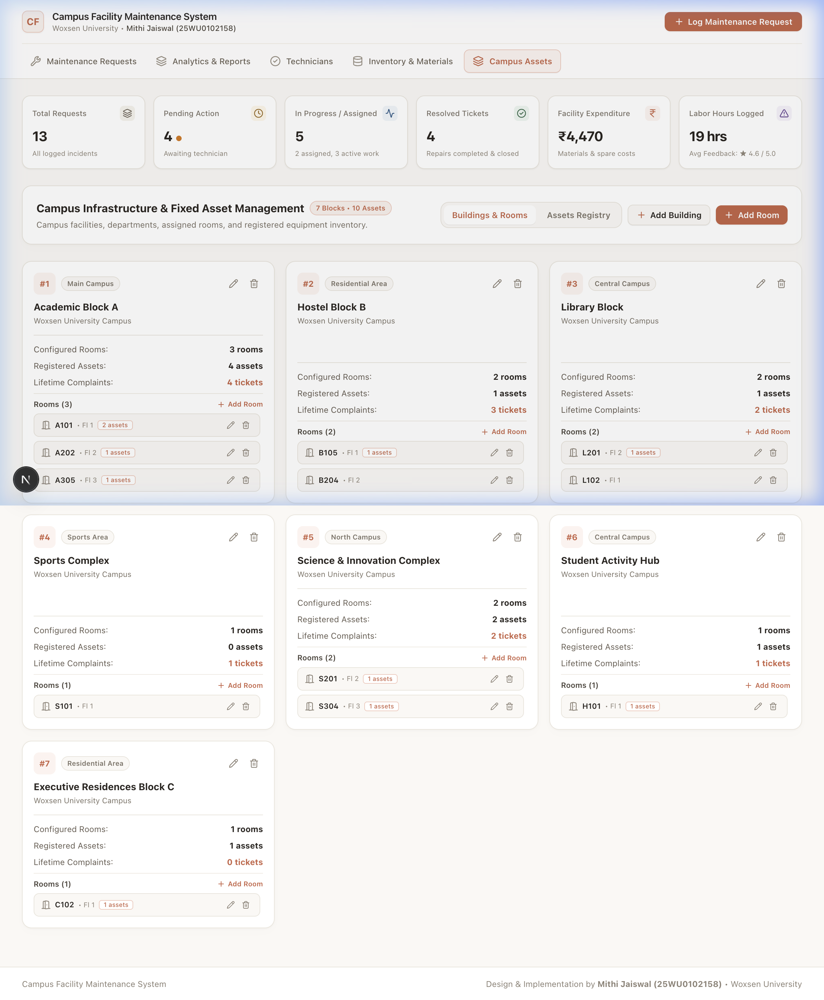 CF
Campus Facility Maintenance System
Woxsen University • Mithi Jaiswal (25WU0102158)
+ Log Maintenance Request
Maintenance Requests
Analytics & Reports
Technicians
Inventory & Materials
Campus Assets
Total Requests
13
All logged incidents
Pending Action
4
Awaiting technician
In Progress / Assigned
5
2 assigned, 3 active work
Resolved Tickets
4
Repairs completed & closed
Facility Expenditure
₹
₹4,470
Materials & spare costs
Labor Hours Logged
19 hrs
Avg Feedback: ★ 4.6 / 5.0
Campus Infrastructure & Fixed Asset Management
7 Blocks • 10 Assets
Campus facilities, departments, assigned rooms, and registered equipment inventory.
Buildings & Rooms
Assets Registry
+ Add Building
+ Add Room
#1 Main Campus
Academic Block A
Woxsen University Campus
Configured Rooms: 3 rooms
Registered Assets: 4 assets
Lifetime Complaints: 4 tickets
Rooms (3) + Add Room
A101 • Fl 1 2 assets
A202 • Fl 2 1 assets
A305 • Fl 3 1 assets
N
#2 Residential Area
Hostel Block B
Woxsen University Campus
Configured Rooms: 2 rooms
Registered Assets: 1 assets
Lifetime Complaints: 3 tickets
Rooms (2) + Add Room
B105 • Fl 1 1 assets
B204 • Fl 2
#3 Central Campus
Library Block
Woxsen University Campus
Configured Rooms: 2 rooms
Registered Assets: 1 assets
Lifetime Complaints: 2 tickets
Rooms (2) + Add Room
L201 • Fl 2 1 assets
L102 • Fl 1
#4 Sports Area
Sports Complex
Woxsen University Campus
Configured Rooms: 1 rooms
Registered Assets: 0 assets
Lifetime Complaints: 1 tickets
Rooms (1) + Add Room
S101 • Fl 1
#5 North Campus
Science & Innovation Complex
Woxsen University Campus
Configured Rooms: 2 rooms
Registered Assets: 2 assets
Lifetime Complaints: 2 tickets
Rooms (2) + Add Room
S201 • Fl 2 1 assets
S304 • Fl 3 1 assets
#6 Central Campus
Student Activity Hub
Woxsen University Campus
Configured Rooms: 1 rooms
Registered Assets: 1 assets
Lifetime Complaints: 1 tickets
Rooms (1) + Add Room
H101 • Fl 1 1 assets
#7 Residential Area
Executive Residences Block C
Woxsen University Campus
Configured Rooms: 1 rooms
Registered Assets: 1 assets
Lifetime Complaints: 0 tickets
Rooms (1) + Add Room
C102 • Fl 1 1 assets
Campus Facility Maintenance System
Design & Implementation by Mithi Jaiswal (25WU0102158) • Woxsen University